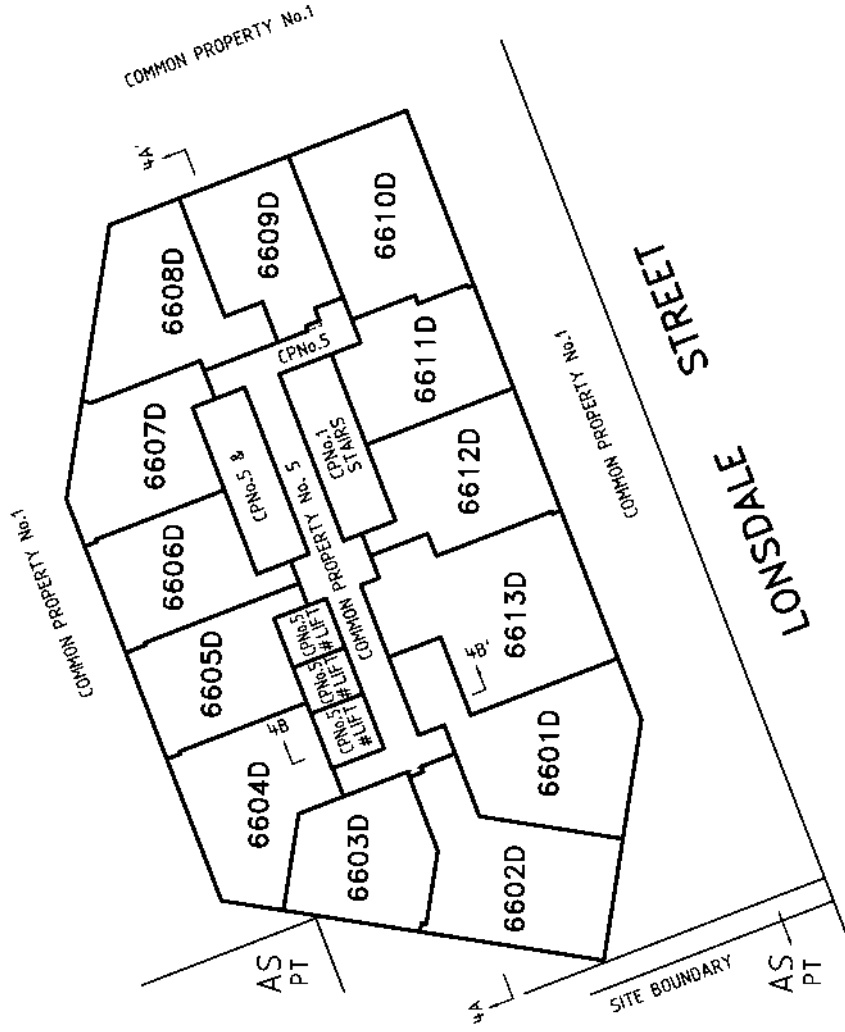 COMMON PROPERTY No.1
4A'
6608D
6609D
6610D
CPNo.5
6607D
6611D
COMMON PROPERTY No.1
CPNo.5 &
CPNo.1
STAIRS
COMMON PROPERTY No. 5
STREET
6606D
6612D
COMMON PROPERTY No.1
LONSDALE
6605D
CPNo.5
#LIFT
CPNo.5
#LIFT
CPNo.5
#LIFT
6613D
4B'
4B
6604D
6601D
6603D
6602D
AS
PT
4A
SITE BOUNDARY
AS
PT